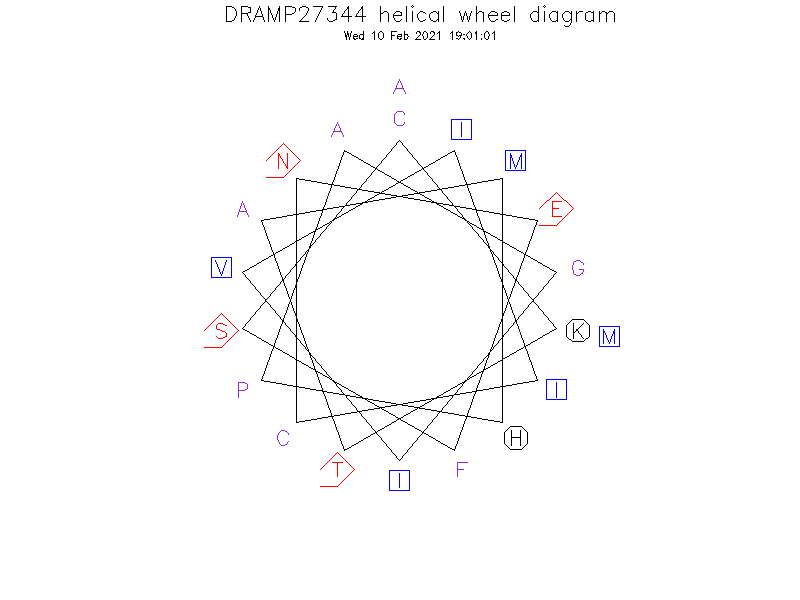 DRAMP27344 helical wheel diagram
Wed 10 Feb 2021 19:01:01
A
C
A
I
N
M
A
E
V
G
S
K
M
P
I
C
H
T
F
I